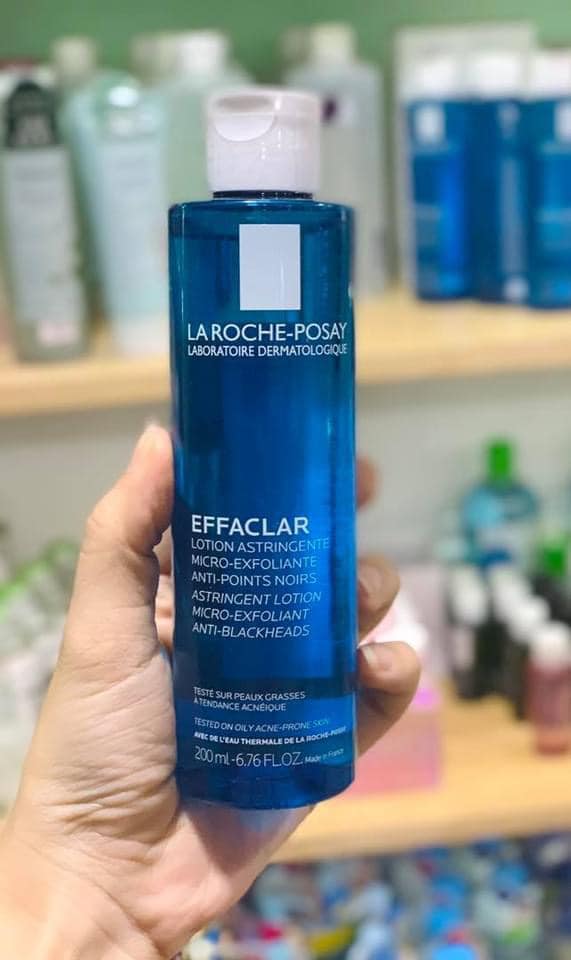 LA ROCHE-POSAY
LABORATOIRE DERMATOLOGIQUE
EFFACLAR
LOTION ASTRINGENTE
MICRO-EXFOLIANTE
ANTI-POINTS NOIRS
ASTRINGENT LOTION
MICRO-EXFOLIANT
ANTI-BLACKHEADS
TESTÉ SUR PEAUX GRASSES
À TENDANCE ACNÉIQUE
TESTED ON OILY ACNE-PRONE SKIN
AVEC DE L'EAU THERMALE DE LA ROCHE-POSAY
200 ml - 6.76 FL.OZ. Made in France